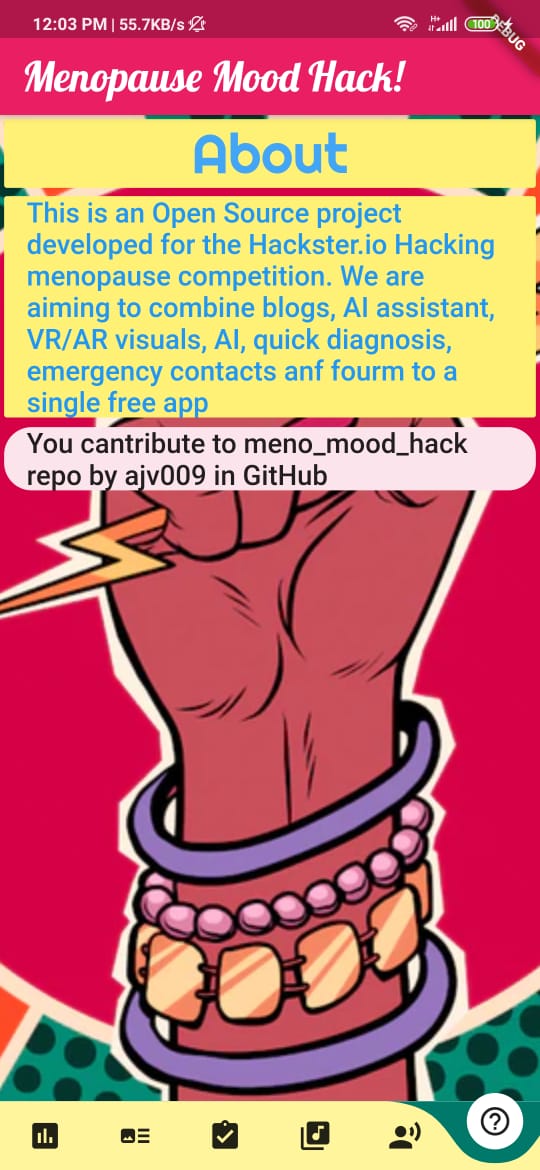 12:03 PM | 55.7KB/s
H+
100
DEBUG
Menopause Mood Hack!
About
This is an Open Source project
developed for the Hackster.io Hacking
menopause competition. We are
aiming to combine blogs, AI assistant,
VR/AR visuals, AI, quick diagnosis,
emergency contacts anf fourm to a
single free app
You cantribute to meno_mood_hack
repo by ajv009 in GitHub